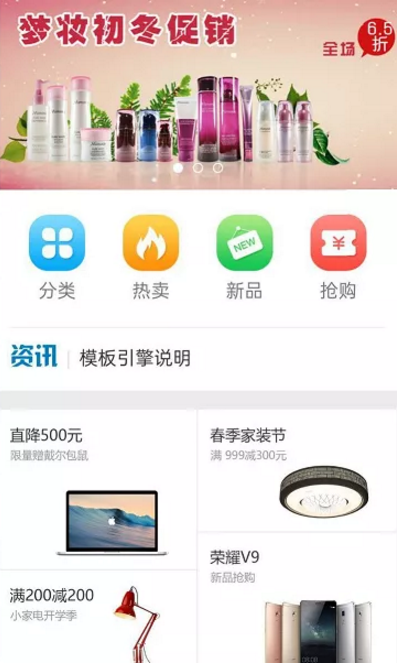 梦妆初冬促销
全场
6.5
折
NEW
¥
分类
热卖
新品
抢购
资讯
模板引擎说明
直降500元
限量赠戴尔包鼠
春季家装节
满 999减300元
荣耀V9
新品抢购
满200减200
小家电开学季